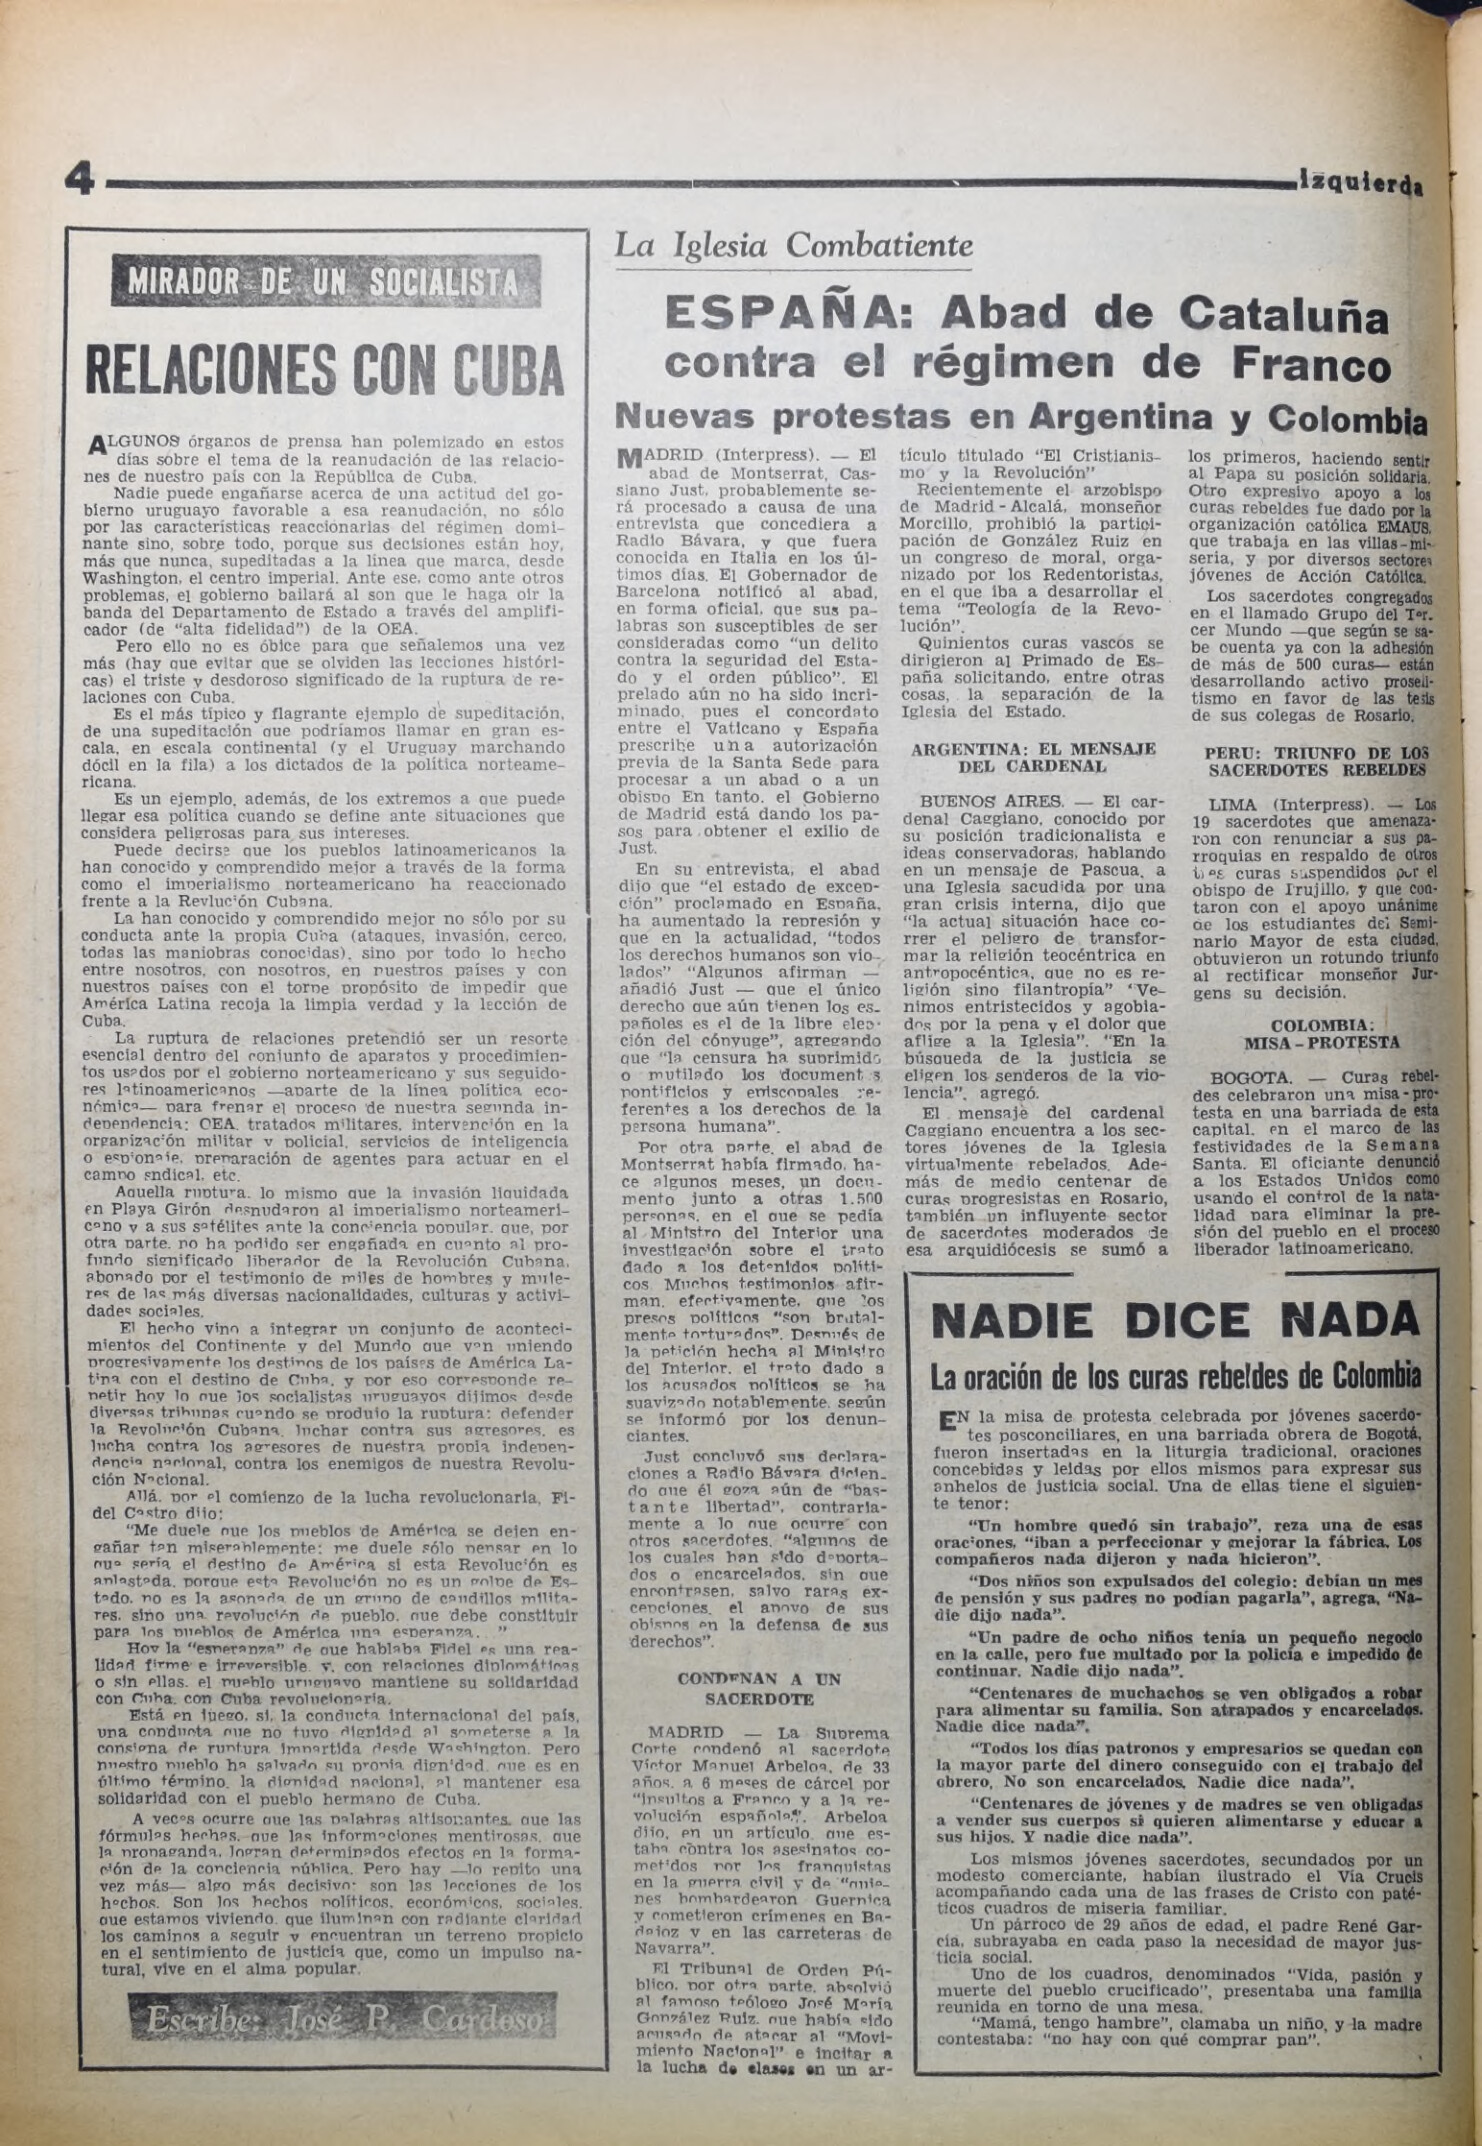 4
Izquierda
MIRADOR DE UN SOCIALISTA
RELACIONES CON CUBA
ALGUNOS órganos de prensa han polemizado en estos
días sobre el tema de la reanudación de las relacio-
nes de nuestro país con la República de Cuba.
Nadie puede engañarse acerca de una actitud del go-
bierno uruguayo favorable a esa reanudación, no sólo
por las características reaccionarias del régimen domi-
nante sino, sobre todo, porque sus decisiones están hoy,
más que nunca, supeditadas a la línea que marca, desde
Washington, el centro imperial. Ante ese, como ante otros
problemas, el gobierno bailará al son que le haga oír la
banda del Departamento de Estado a través del amplifi-
cador (de "alta fidelidad") de la OEA.
Pero ello no es óbice para que señalemos una vez
más (hay que evitar que se olviden las lecciones históri-
cas) el triste y desdoroso significado de la ruptura de re-
laciones con Cuba.
Es el más típico y flagrante ejemplo de supeditación,
de una supeditación que podríamos llamar en gran es-
cala, en escala continental (y el Uruguay marchando
dócil en la fila) a los dictados de la política norteame-
ricana.
Es un ejemplo, además, de los extremos a que puede
llegar esa política cuando se define ante situaciones que
considera peligrosas para sus intereses.
Puede decirse que los pueblos latinoamericanos la
han conocido y comprendido mejor a través de la forma
como el imperialismo norteamericano ha reaccionado
frente a la Revlución Cubana.
La han conocido y comprendido mejor no sólo por su
conducta ante la propia Cuba (ataques, invasión, cerco,
todas las maniobras conocidas), sino por todo lo hecho
entre nosotros, con nosotros, en nuestros países y con
nuestros países con el torpe propósito de impedir que
América Latina recoja la limpia verdad y la lección de
Cuba.
La ruptura de relaciones pretendió ser un resorte
esencial dentro del conjunto de aparatos y procedimien-
tos usados por el gobierno norteamericano y sus seguido-
res latinoamericanos —aparte de la línea política eco-
nómica— para frenar el proceso de nuestra segunda in-
dependencia: OEA, tratados militares, intervención en la
organización militar y policial, servicios de inteligencia
o espionaje, preparación de agentes para actuar en el
campo sndical, etc.
Aquella ruptura, lo mismo que la invasión liquidada
en Playa Girón desnudaron al imperialismo norteameri-
cano y a sus satélites ante la conciencia popular, que, por
otra parte, no ha podido ser engañada en cuanto al pro-
fundo significado liberador de la Revolución Cubana,
abonado por el testimonio de miles de hombres y muje-
res de las más diversas nacionalidades, culturas y activi-
dades sociales.
El hecho vino a integrar un conjunto de aconteci-
mientos del Continente y del Mundo que van uniendo
progresivamente los destinos de los países de América La-
tina con el destino de Cuba, y por eso corresponde re-
petir hoy lo que los socialistas uruguayos dijimos desde
diversas tribunas cuando se produjo la ruptura: defender
la Revolución Cubana, luchar contra sus agresores, es
lucha contra los agresores de nuestra propia indepen-
dencia nacional, contra los enemigos de nuestra Revolu-
ción Nacional.
Allá, por el comienzo de la lucha revolucionaria, Fi-
del Castro dijo:
"Me duele que los pueblos de América se dejen en-
gañar tan miserablemente: me duele sólo pensar en lo
que sería el destino de América si esta Revolución es
aplastada, porque esta Revolución no es un golpe de Es-
tado, no es la asonada de un grupo de caudillos milita-
res, sino una revolución de pueblo, que debe constituir
para los pueblos de América una esperanza. "
Hoy la "esperanza" de que hablaba Fidel es una rea-
lidad firme e irreversible y, con relaciones diplomáticas
o sin ellas, el pueblo uruguayo mantiene su solidaridad
con Cuba, con Cuba revolucionaria.
Está en juego, sí, la conducta internacional del país,
una conducta que no tuvo dignidad al someterse a la
consigna de ruptura impartida desde Washington. Pero
nuestro pueblo ha salvado su propia dignidad, que es en
último término, la dignidad nacional, al mantener esa
solidaridad con el pueblo hermano de Cuba.
A veces ocurre que las palabras altisonantes, que las
fórmulas hechas, que las informaciones mentirosas, que
la propaganda, logran determinados efectos en la forma-
ción de la conciencia pública. Pero hay —lo repito una
vez más— algo más decisivo: son las lecciones de los
hechos. Son los hechos políticos, económicos, sociales,
que estamos viviendo, que iluminan con radiante claridad
los caminos a seguir y encuentran un terreno propicio
en el sentimiento de justicia que, como un impulso na-
tural, vive en el alma popular.
Escribe: José P. Cardoso
La Iglesia Combatiente
ESPAÑA: Abad de Cataluña
contra el régimen de Franco
Nuevas protestas en Argentina y Colombia
MADRID (Interpress). — El
abad de Montserrat, Cas-
siano Just, probablemente se-
rá procesado a causa de una
entrevista que concediera a
Radio Bávara, y que fuera
conocida en Italia en los úl-
timos días. El Gobernador de
Barcelona notificó al abad,
en forma oficial, que sus pa-
labras son susceptibles de ser
consideradas como "un delito
contra la seguridad del Esta-
do y el orden público". El
prelado aún no ha sido incri-
minado, pues el concordato
entre el Vaticano y España
prescribe una autorización
previa de la Santa Sede para
procesar a un abad o a un
obispo En tanto, el Gobierno
de Madrid está dando los pa-
sos para obtener el exilio de
Just.
En su entrevista, el abad
dijo que "el estado de excep-
ción" proclamado en España,
ha aumentado la represión y
que en la actualidad, "todos
los derechos humanos son vio-
lados" "Algunos afirman —
añadió Just — que el único
derecho que aún tienen los es-
pañoles es el de la libre elec-
ción del cónyuge", agregando
que "la censura ha suprimido
o mutilado los document s
pontificios y episcopales re-
ferentes a los derechos de la
persona humana".
Por otra parte, el abad de
Montserrat había firmado, ha-
ce algunos meses, un docu-
mento junto a otras 1.500
personas, en el que se pedía
al Ministro del Interior una
investigación sobre el trato
dado a los detenidos políti-
cos. Muchos testimonios afir-
man, efectivamente, que los
presos políticos "son brutal-
mente torturados". Después de
la petición hecha al Ministro
del Interior, el trato dado a
los acusados políticos se ha
suavizado notablemente, según
se informó por los denun-
ciantes.
Just concluyó sus declara-
ciones a Radio Bávara dicien-
do que él goza aún de "bas-
tante libertad", contraria-
mente a lo que ocurre con
otros sacerdotes, "algunos de
los cuales han sido deporta-
dos o encarcelados, sin que
encontrasen, salvo raras ex-
cepciones, el apoyo de sus
obispos en la defensa de sus
derechos".
CONDENAN A UN
SACERDOTE
MADRID — La Suprema
Corte condenó al sacerdote
Víctor Manuel Arbeloa, de 33
años, a 6 meses de cárcel por
"insultos a Franco y a la re-
volución española". Arbeloa
dijo, en un artículo, que es-
taba contra los asesinatos co-
metidos por los franquistas
en la guerra civil y de "quie-
nes bombardearon Guernica
y cometieron crímenes en Ba-
dajoz y en las carreteras de
Navarra".
El Tribunal de Orden Pú-
blico, por otra parte, absolvió
al famoso teólogo José María
González Ruiz, que había sido
acusado de atacar al "Movi-
miento Nacional" e incitar a
la lucha de clases en un ar-
tículo titulado "El Cristianis-
mo y la Revolución"
Recientemente el arzobispo
de Madrid-Alcalá, monseñor
Morcillo, prohibió la partici-
pación de González Ruiz en
un congreso de moral, orga-
nizado por los Redentoristas,
en el que iba a desarrollar el
tema "Teología de la Revo-
lución".
Quinientos curas vascos se
dirigieron al Primado de Es-
paña solicitando, entre otras
cosas, la separación de la
Iglesia del Estado.
ARGENTINA: EL MENSAJE
DEL CARDENAL
BUENOS AIRES. — El car-
denal Caggiano, conocido por
su posición tradicionalista e
ideas conservadoras, hablando
en un mensaje de Pascua, a
una Iglesia sacudida por una
gran crisis interna, dijo que
"la actual situación hace co-
rrer el peligro de transfor-
mar la religión teocéntrica en
antropocéntica, que no es re-
ligión sino filantropía" "Ve-
nimos entristecidos y agobia-
dos por la pena y el dolor que
aflige a la Iglesia". "En la
búsqueda de la justicia se
eligen los senderos de la vio-
lencia", agregó.
El mensaje del cardenal
Caggiano encuentra a los sec-
tores jóvenes de la Iglesia
virtualmente rebelados. Ade-
más de medio centenar de
curas progresistas en Rosario,
también un influyente sector
de sacerdotes moderados de
esa arquidiócesis se sumó a
los primeros, haciendo sentir
al Papa su posición solidaria.
Otro expresivo apoyo a los
curas rebeldes fue dado por la
organización católica EMAUS,
que trabaja en las villas-mi-
seria, y por diversos sectores
jóvenes de Acción Católica.
Los sacerdotes congregados
en el llamado Grupo del Ter-
cer Mundo —que según se sa-
be cuenta ya con la adhesión
de más de 500 curas— están
desarrollando activo proseli-
tismo en favor de las tesis
de sus colegas de Rosario.
PERU: TRIUNFO DE LOS
SACERDOTES REBELDES
LIMA (Interpress). — Los
19 sacerdotes que amenaza-
ron con renunciar a sus pa-
rroquias en respaldo de otros
tres curas suspendidos por el
obispo de Trujillo, y que con-
taron con el apoyo unánime
de los estudiantes del Semi-
nario Mayor de esta ciudad,
obtuvieron un rotundo triunfo
al rectificar monseñor Jur-
gens su decisión.
COLOMBIA:
MISA-PROTESTA
BOGOTA. — Curas rebel-
des celebraron una misa-pro-
testa en una barriada de esta
capital, en el marco de las
festividades de la Semana
Santa. El oficiante denunció
a los Estados Unidos como
usando el control de la nata-
lidad para eliminar la pre-
sión del pueblo en el proceso
liberador latinoamericano.
NADIE DICE NADA
La oración de los curas rebeldes de Colombia
EN la misa de protesta celebrada por jóvenes sacerdo-
tes posconciliares, en una barriada obrera de Bogotá,
fueron insertadas en la liturgia tradicional, oraciones
concebidas y leídas por ellos mismos para expresar sus
anhelos de justicia social. Una de ellas tiene el siguien-
te tenor:
"Un hombre quedó sin trabajo", reza una de esas
oraciones, "iban a perfeccionar y mejorar la fábrica. Los
compañeros nada dijeron y nada hicieron".
"Dos niños son expulsados del colegio: debían un mes
de pensión y sus padres no podían pagarla", agrega, "Na-
die dijo nada".
"Un padre de ocho niños tenía un pequeño negocio
en la calle, pero fue multado por la policía e impedido de
continuar. Nadie dijo nada".
"Centenares de muchachos se ven obligados a robar
para alimentar su familia. Son atrapados y encarcelados.
Nadie dice nada".
"Todos los días patronos y empresarios se quedan con
la mayor parte del dinero conseguido con el trabajo del
obrero. No son encarcelados. Nadie dice nada".
"Centenares de jóvenes y de madres se ven obligadas
a vender sus cuerpos si quieren alimentarse y educar a
sus hijos. Y nadie dice nada".
Los mismos jóvenes sacerdotes, secundados por un
modesto comerciante, habían ilustrado el Vía Crucis
acompañando cada una de las frases de Cristo con paté-
ticos cuadros de miseria familiar.
Un párroco de 29 años de edad, el padre René Gar-
cía, subrayaba en cada paso la necesidad de mayor jus-
ticia social.
Uno de los cuadros, denominados "Vida, pasión y
muerte del pueblo crucificado", presentaba una familia
reunida en torno de una mesa.
"Mamá, tengo hambre", clamaba un niño, y la madre
contestaba: "no hay con qué comprar pan".